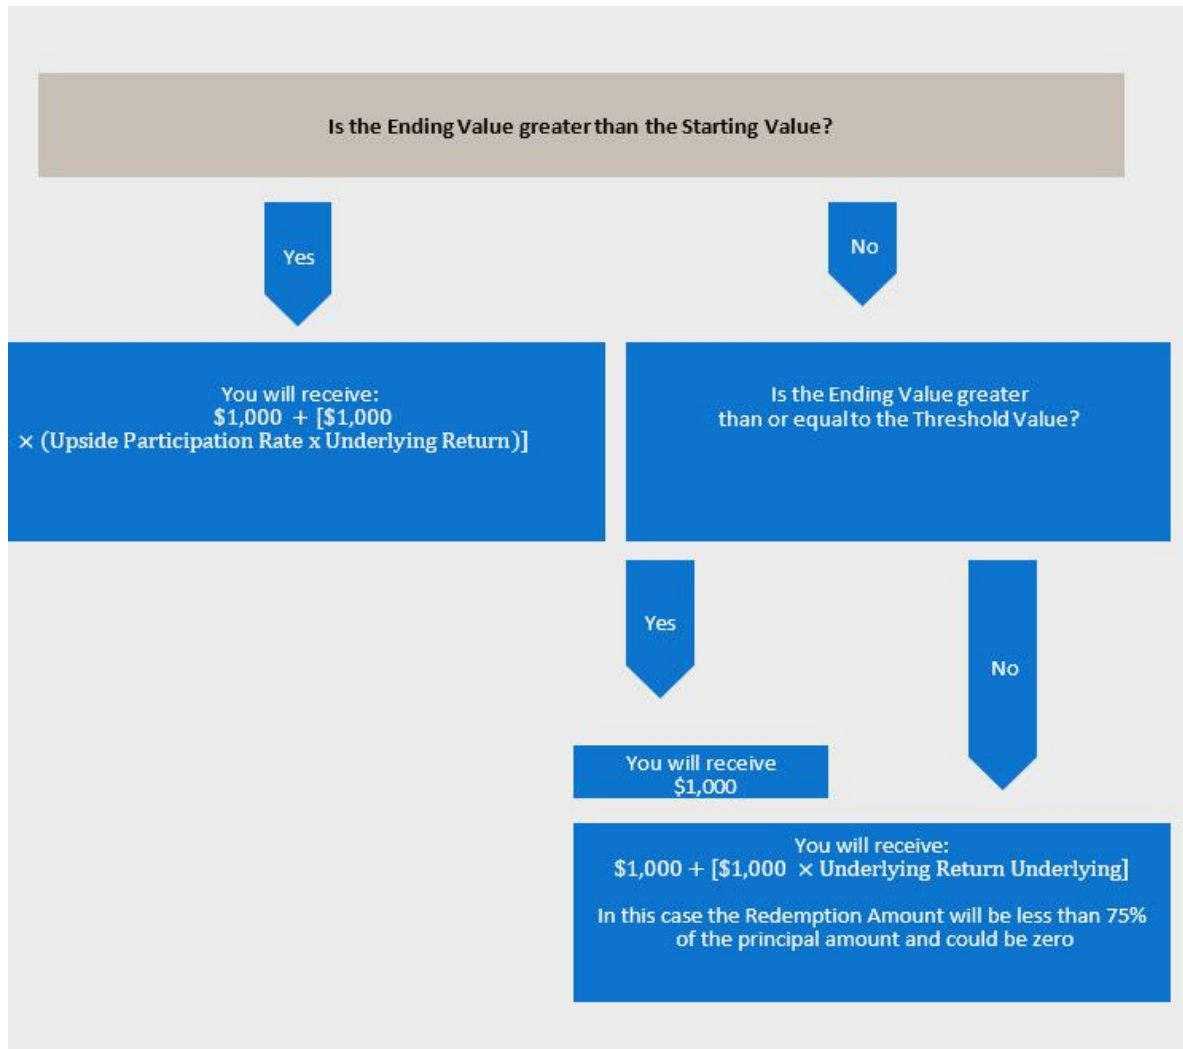 Is the Ending Value greater than the Starting Value?
Yes
No
You will receive:
$1,000 + [$1,000
× (Upside Participation Rate x Underlying Return)]
Is the Ending Value greater
than or equal to the Threshold Value?
Yes
No
You will receive
$1,000
You will receive:
$1,000 + [$1,000 × Underlying Return Underlying]
In this case the Redemption Amount will be less than 75%
of the principal amount and could be zero